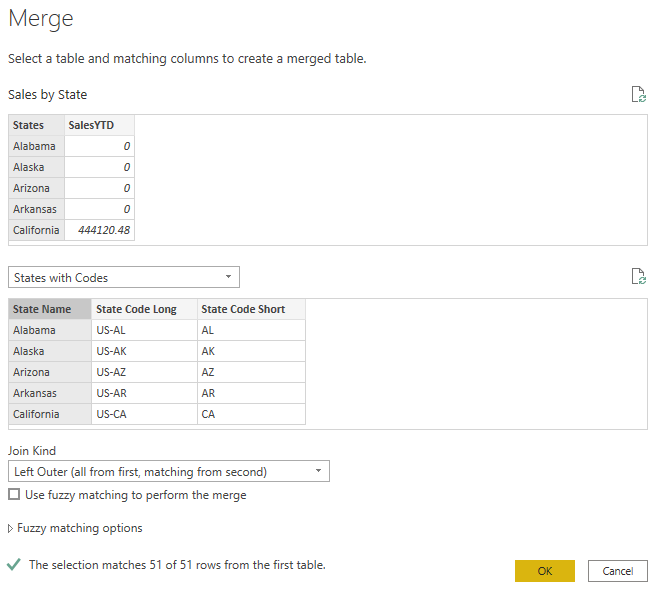 Merge
Select a table and matching columns to create a merged table.
Sales by State
States SalesYTD
Alabama 0
Alaska 0
Arizona 0
Arkansas 0
California 444120.48
States with Codes
State Name State Code Long State Code Short
Alabama US-AL AL
Alaska US-AK AK
Arizona US-AZ AZ
Arkansas US-AR AR
California US-CA CA
Join Kind
Left Outer (all from first, matching from second)
Use fuzzy matching to perform the merge
Fuzzy matching options
The selection matches 51 of 51 rows from the first table.
OK Cancel